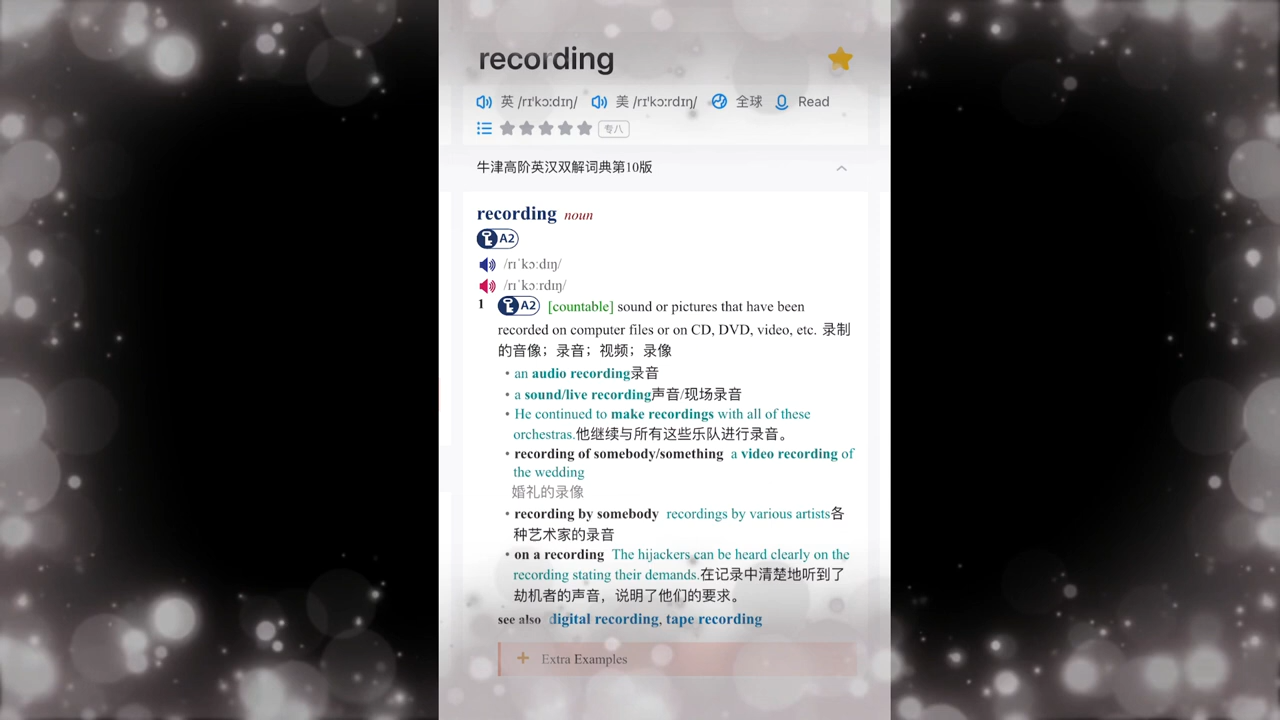 recording
英 /rɪˈkɔːdɪŋ/ 美 /rɪˈkɔːrdɪŋ/ 全球 Read
专八
牛津高阶英汉双解词典第10版
recording noun
A2
/rɪˈkɔːdɪŋ/
/rɪˈkɔːrdɪŋ/
1 A2 [countable] sound or pictures that have been
recorded on computer files or on CD, DVD, video, etc. 录制
的音像；录音；视频；录像
• an audio recording录音
• a sound/live recording声音/现场录音
• He continued to make recordings with all of these
orchestras.他继续与所有这些乐队进行录音。
• recording of somebody/something a video recording of
the wedding
婚礼的录像
• recording by somebody recordings by various artists各
种艺术家的录音
• on a recording The hijackers can be heard clearly on the
recording stating their demands.在记录中清楚地听到了
劫机者的声音，说明了他们的要求。
see also digital recording, tape recording
+ Extra Examples